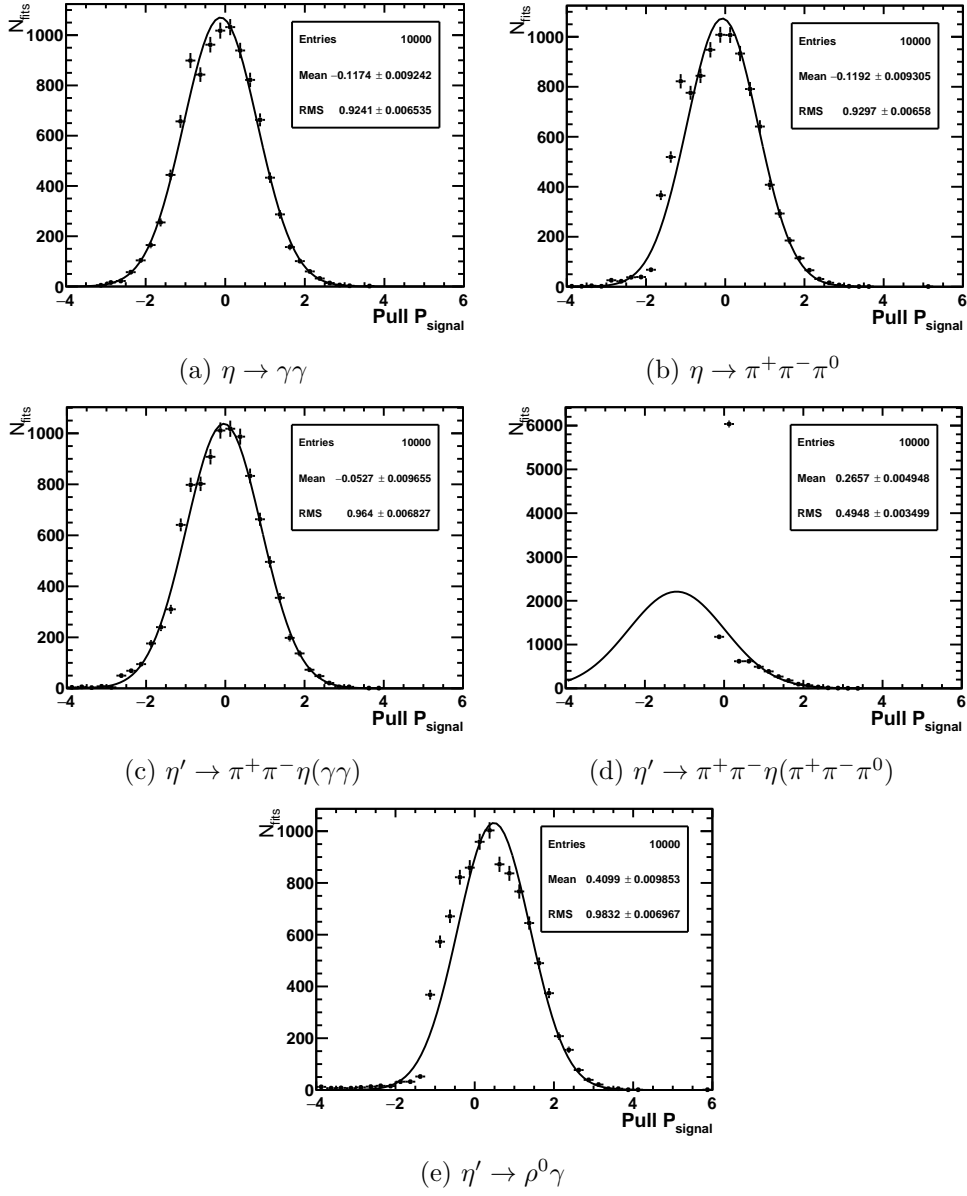 N_fits
Entries 10000
Mean −0.1174 ± 0.009242
RMS 0.9241 ± 0.006535
1000
800
600
400
200
0
−4 −2 0 2 4 6
Pull P_signal
(a) η → γγ
N_fits
Entries 10000
Mean −0.1192 ± 0.009305
RMS 0.9297 ± 0.00658
1000
800
600
400
200
0
−4 −2 0 2 4 6
Pull P_signal
(b) η → π⁺π⁻π⁰
N_fits
Entries 10000
Mean −0.0527 ± 0.009655
RMS 0.964 ± 0.006827
1000
800
600
400
200
0
−4 −2 0 2 4 6
Pull P_signal
(c) η′ → π⁺π⁻η(γγ)
N_fits
Entries 10000
Mean 0.2657 ± 0.004948
RMS 0.4948 ± 0.003499
6000
5000
4000
3000
2000
1000
0
−4 −2 0 2 4 6
Pull P_signal
(d) η′ → π⁺π⁻η(π⁺π⁻π⁰)
N_fits
Entries 10000
Mean 0.4099 ± 0.009853
RMS 0.9832 ± 0.006967
1000
800
600
400
200
0
−4 −2 0 2 4 6
Pull P_signal
(e) η′ → ρ⁰γ